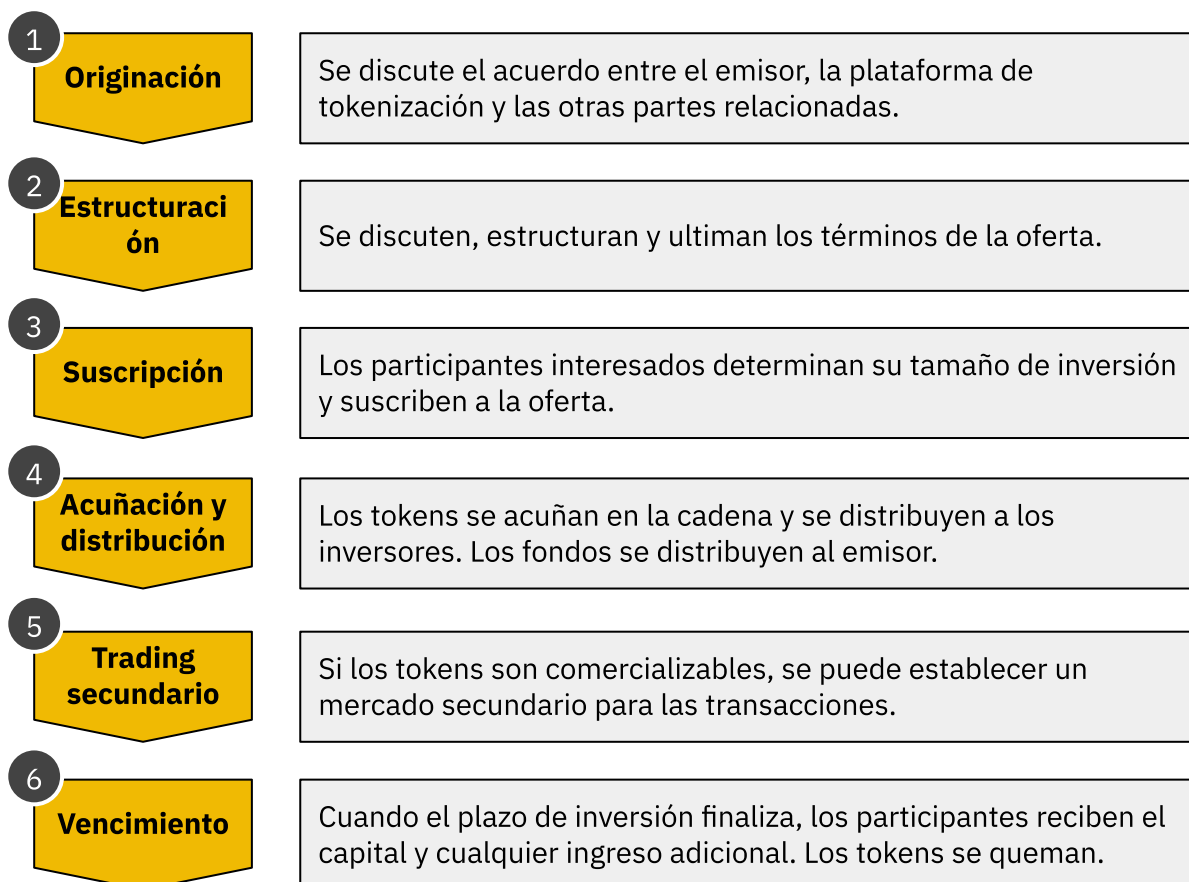 1
Originación
Se discute el acuerdo entre el emisor, la plataforma de
tokenización y las otras partes relacionadas.
2
Estructuraci
ón
Se discuten, estructuran y ultiman los términos de la oferta.
3
Suscripción
Los participantes interesados determinan su tamaño de inversión
y suscriben a la oferta.
4
Acuñación y
distribución
Los tokens se acuñan en la cadena y se distribuyen a los
inversores. Los fondos se distribuyen al emisor.
5
Trading
secundario
Si los tokens son comercializables, se puede establecer un
mercado secundario para las transacciones.
6
Vencimiento
Cuando el plazo de inversión finaliza, los participantes reciben el
capital y cualquier ingreso adicional. Los tokens se queman.